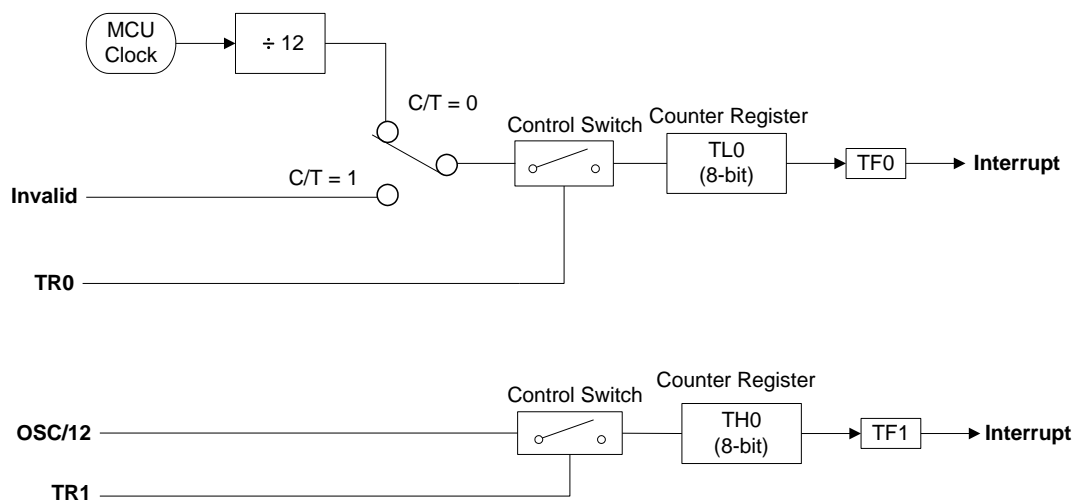 MCU
Clock
÷ 12
C/T = 0
Control Switch
Counter Register
TL0
(8-bit)
TF0
Interrupt
C/T = 1
Invalid
TR0
Control Switch
Counter Register
OSC/12
TH0
(8-bit)
TF1
Interrupt
TR1